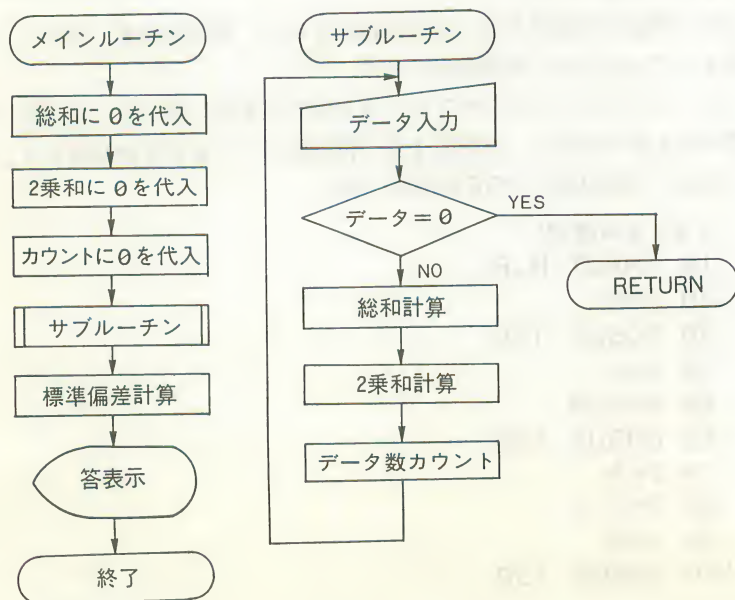 メインルーチン
総和に0を代入
2乗和に0を代入
カウントに0を代入
サブルーチン
標準偏差計算
答表示
終了
サブルーチン
データ入力
データ=0
YES
RETURN
NO
総和計算
2乗和計算
データ数カウント